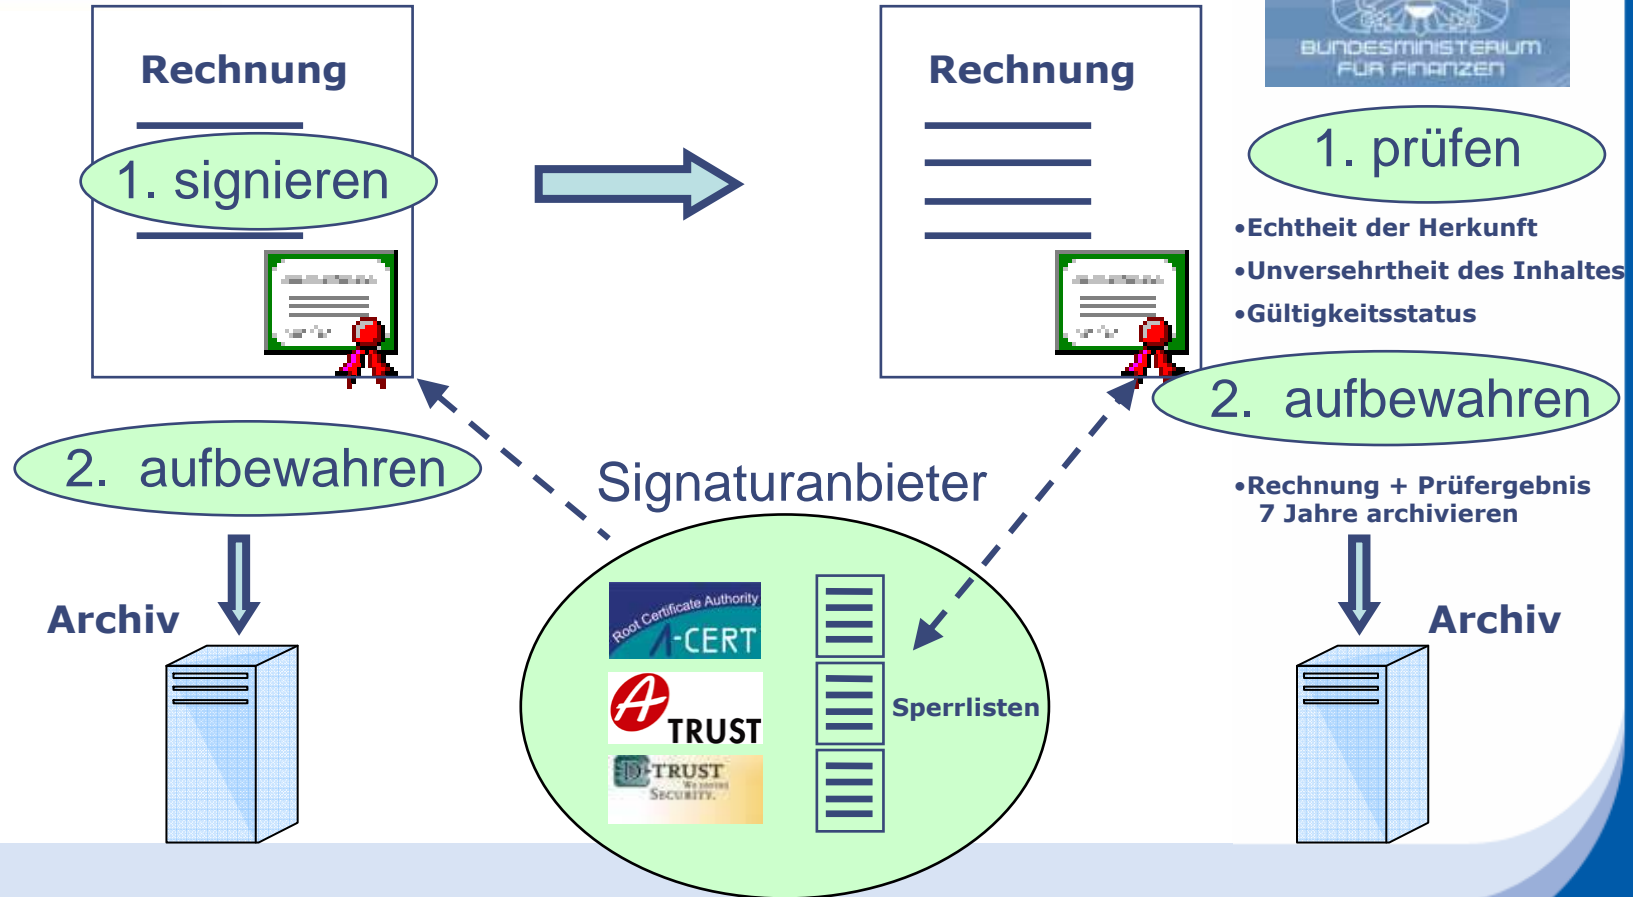 Rechnung
1. signieren
2. aufbewahren
Archiv
Rechnung
BUNDESMINISTERIUM
FÜR FINANZEN
1. prüfen
•Echtheit der Herkunft
•Unversehrtheit des Inhaltes
•Gültigkeitsstatus
2. aufbewahren
•Rechnung + Prüfergebnis
7 Jahre archivieren
Archiv
Signaturanbieter
Root Certificate Authority
A-CERT
A
TRUST
D-TRUST
SECURITY.
Sperrlisten